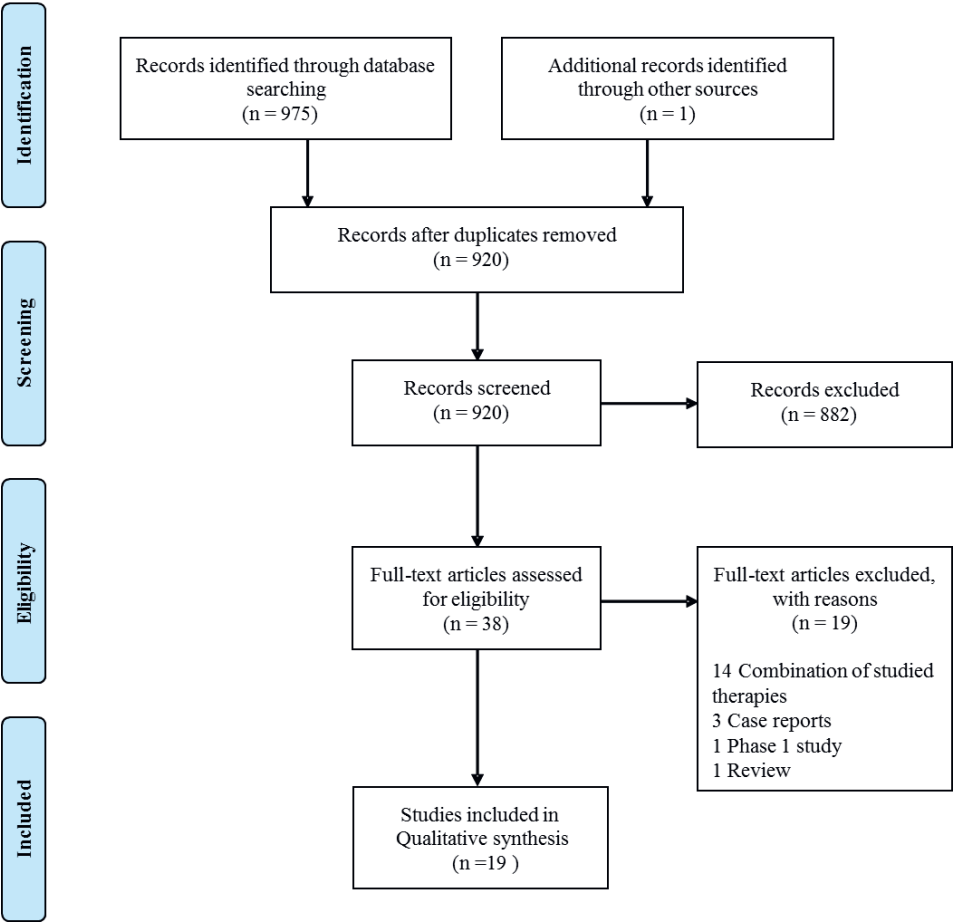 Identification
Records identified through database
searching
(n = 975)
Additional records identified
through other sources
(n = 1)
Records after duplicates removed
(n = 920)
Screening
Records screened
(n = 920)
Records excluded
(n = 882)
Eligibility
Full-text articles assessed
for eligibility
(n = 38)
Full-text articles excluded,
with reasons
(n = 19)
14 Combination of studied
therapies
3 Case reports
1 Phase 1 study
1 Review
Included
Studies included in
Qualitative synthesis
(n =19 )